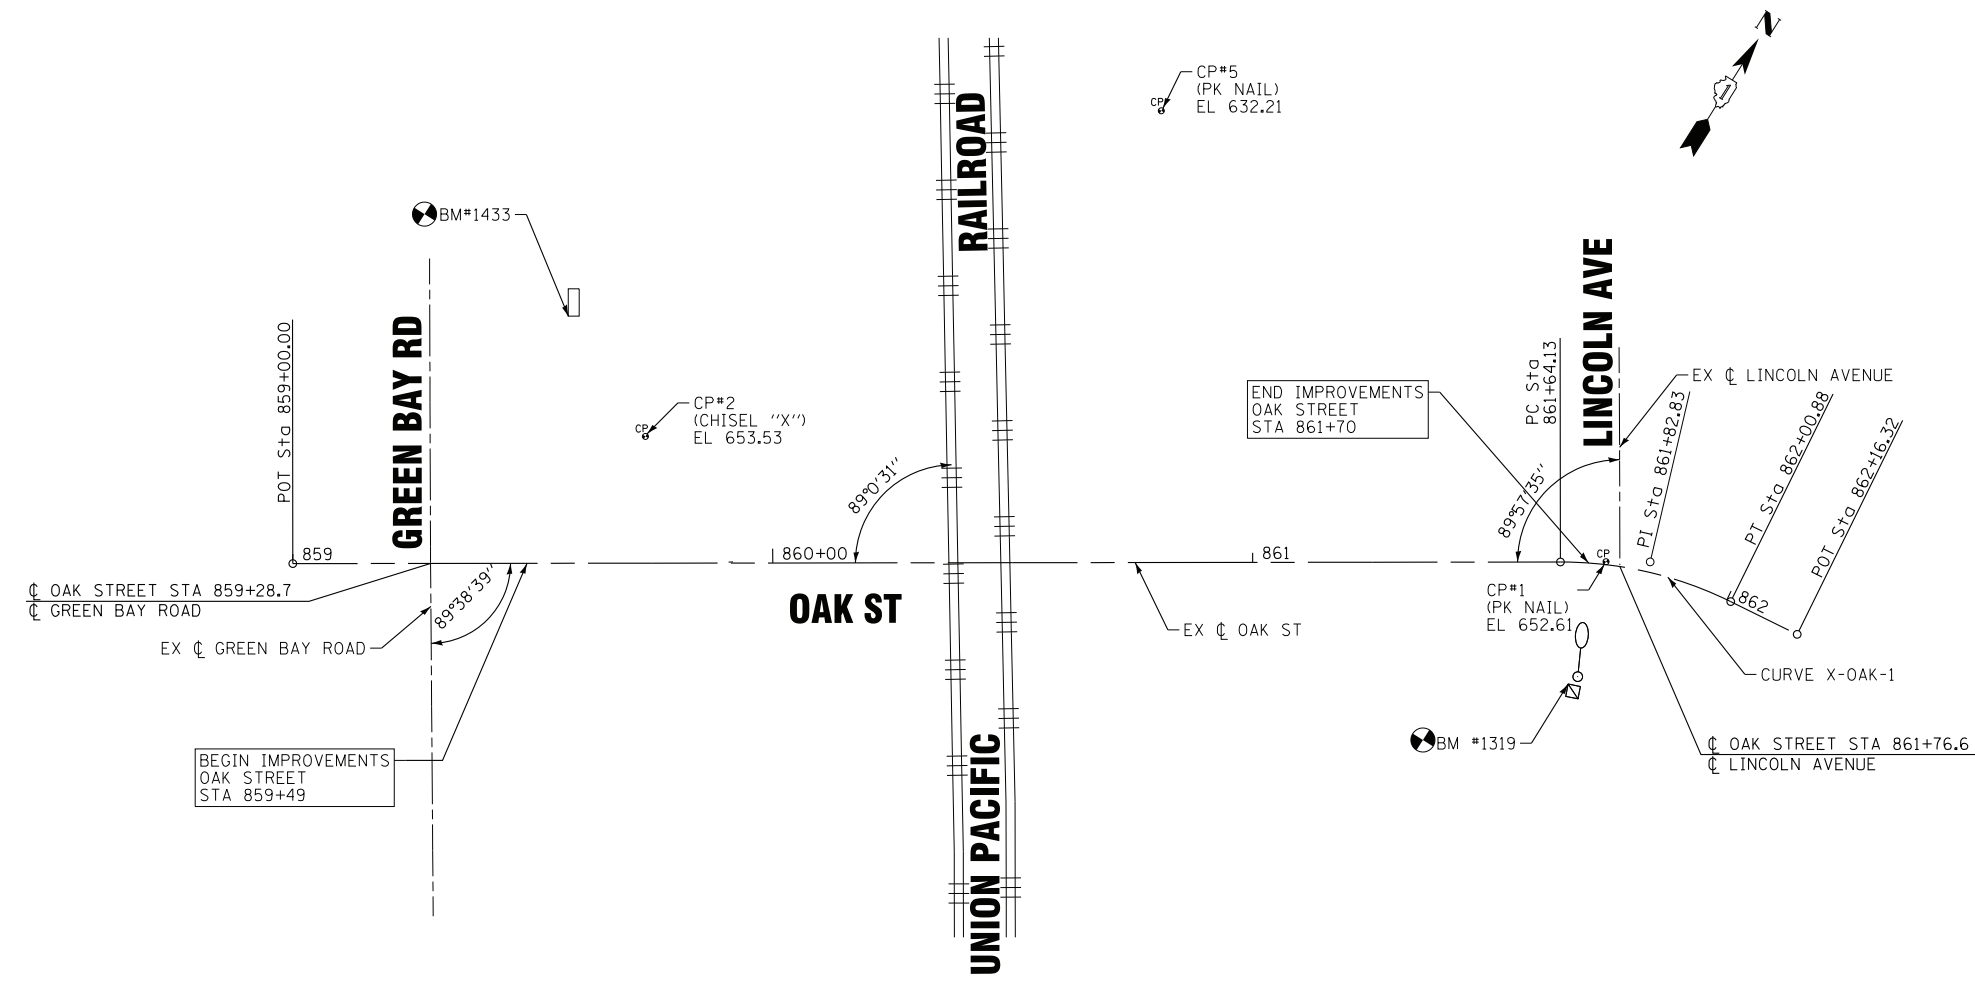 N
1
CP#5
(PK NAIL)
EL 632.21
CP
RAILROAD
BM#1433
LINCOLN AVE
GREEN BAY RD
POT Sta 859+00.00
CP#2
(CHISEL "X")
EL 653.53
CP
END IMPROVEMENTS
OAK STREET
STA 861+70
PC Sta
861+64.13
EX ℄ LINCOLN AVENUE
PI Sta 861+82.83
PT Sta 862+00.88
POT Sta 862+16.32
89°0'31"
89°57'35"
859
860+00
861
CP
862
℄ OAK STREET STA 859+28.7
℄ GREEN BAY ROAD
89°38'39"
OAK ST
CP#1
(PK NAIL)
EL 652.61
EX ℄ GREEN BAY ROAD
EX ℄ OAK ST
CURVE X-OAK-1
BM #1319
℄ OAK STREET STA 861+76.6
℄ LINCOLN AVENUE
BEGIN IMPROVEMENTS
OAK STREET
STA 859+49
UNION PACIFIC